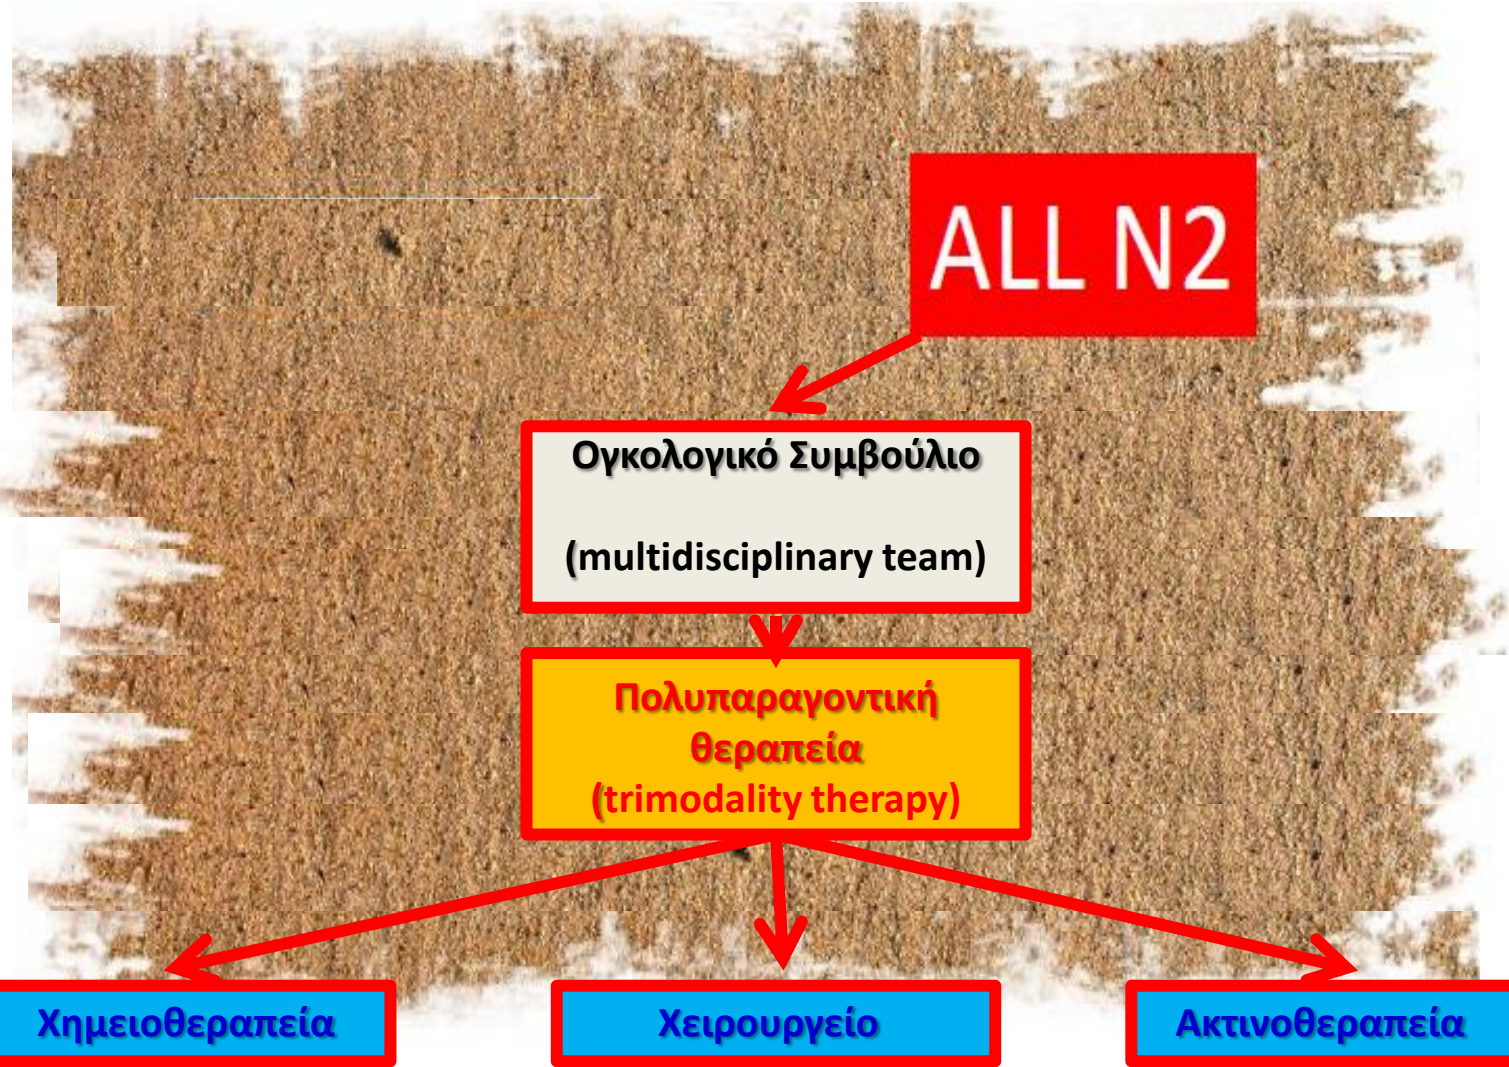 ALL N2
Ογκολογικό Συμβούλιο
(multidisciplinary team)
Πολυπαραγοντική
θεραπεία
(trimodality therapy)
Χημειοθεραπεία
Χειρουργείο
Ακτινοθεραπεία